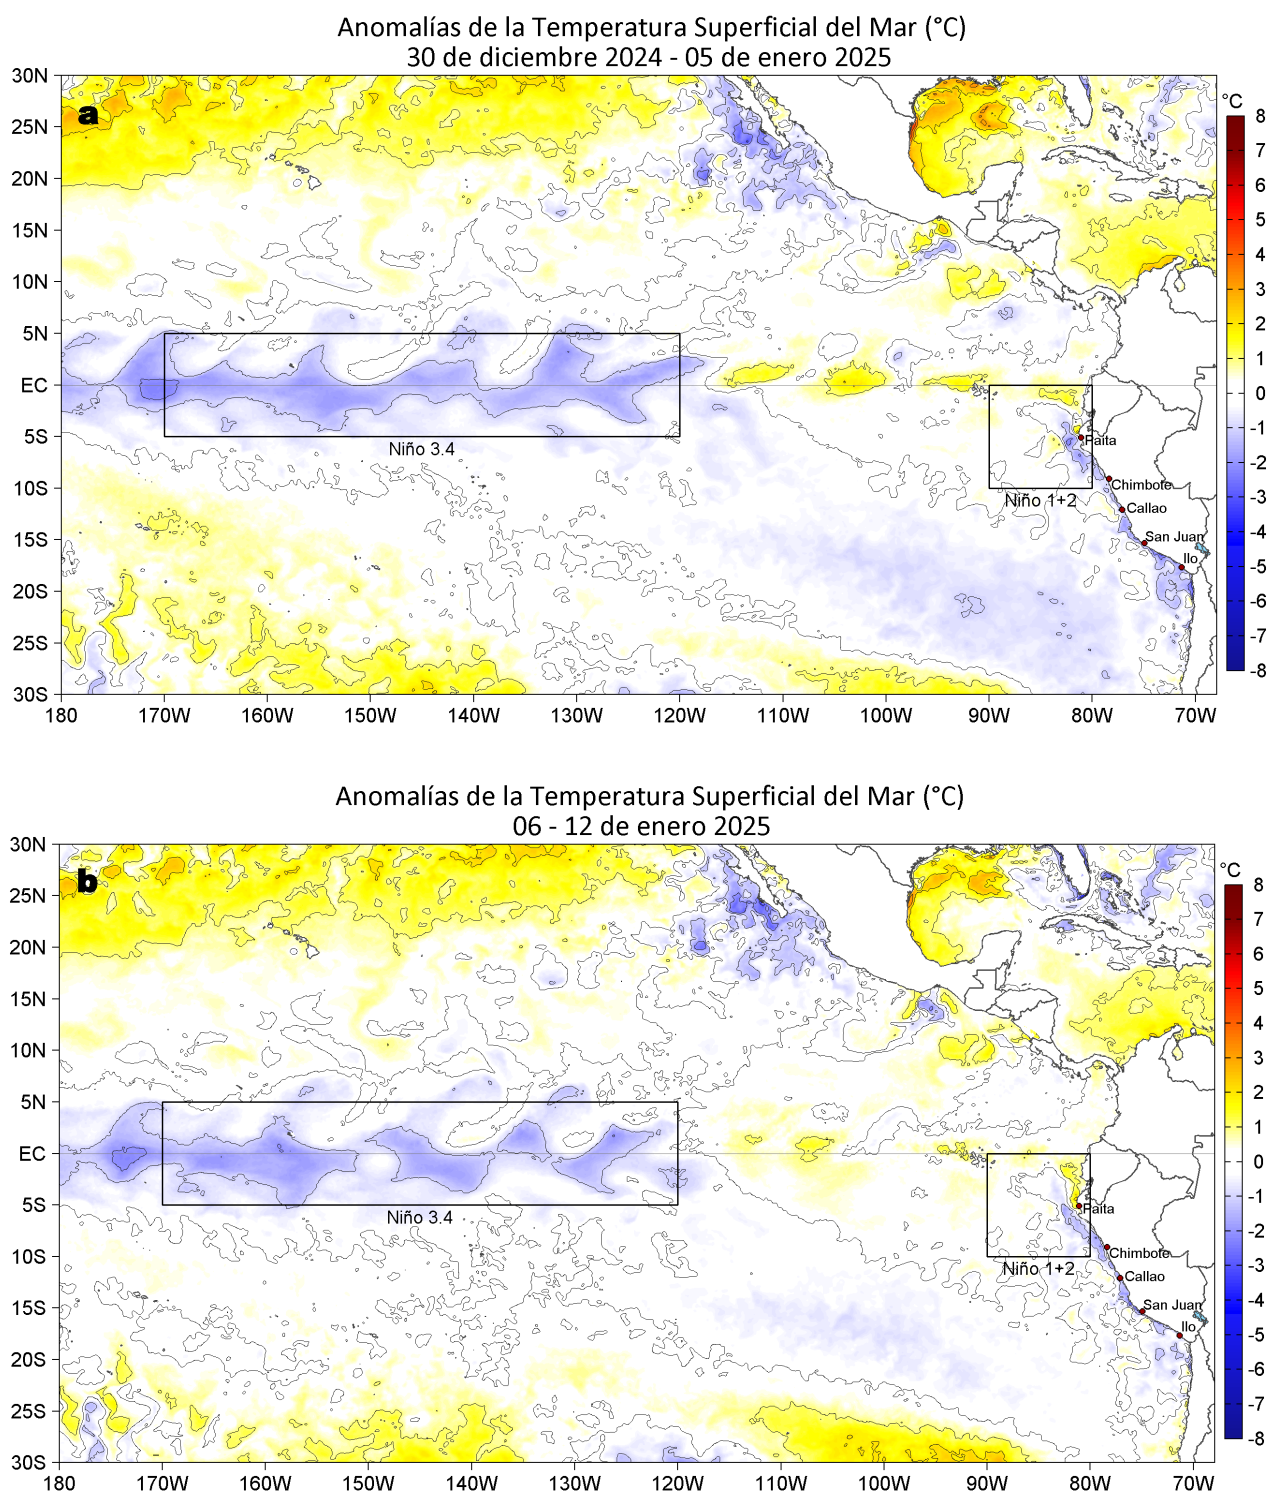 Anomalías de la Temperatura Superficial del Mar (°C)
30 de diciembre 2024 - 05 de enero 2025
a
30N
25N
20N
15N
10N
5N
EC
5S
10S
15S
20S
25S
30S
180 170W 160W 150W 140W 130W 120W 110W 100W 90W 80W 70W
Niño 3.4
Niño 1+2
Paita
Chimbote
Callao
San Juan
Ilo
°C
8
7
6
5
4
3
2
1
0
-1
-2
-3
-4
-5
-6
-7
-8
Anomalías de la Temperatura Superficial del Mar (°C)
06 - 12 de enero 2025
b
30N
25N
20N
15N
10N
5N
EC
5S
10S
15S
20S
25S
30S
180 170W 160W 150W 140W 130W 120W 110W 100W 90W 80W 70W
Niño 3.4
Niño 1+2
Paita
Chimbote
Callao
San Juan
Ilo
°C
8
7
6
5
4
3
2
1
0
-1
-2
-3
-4
-5
-6
-7
-8